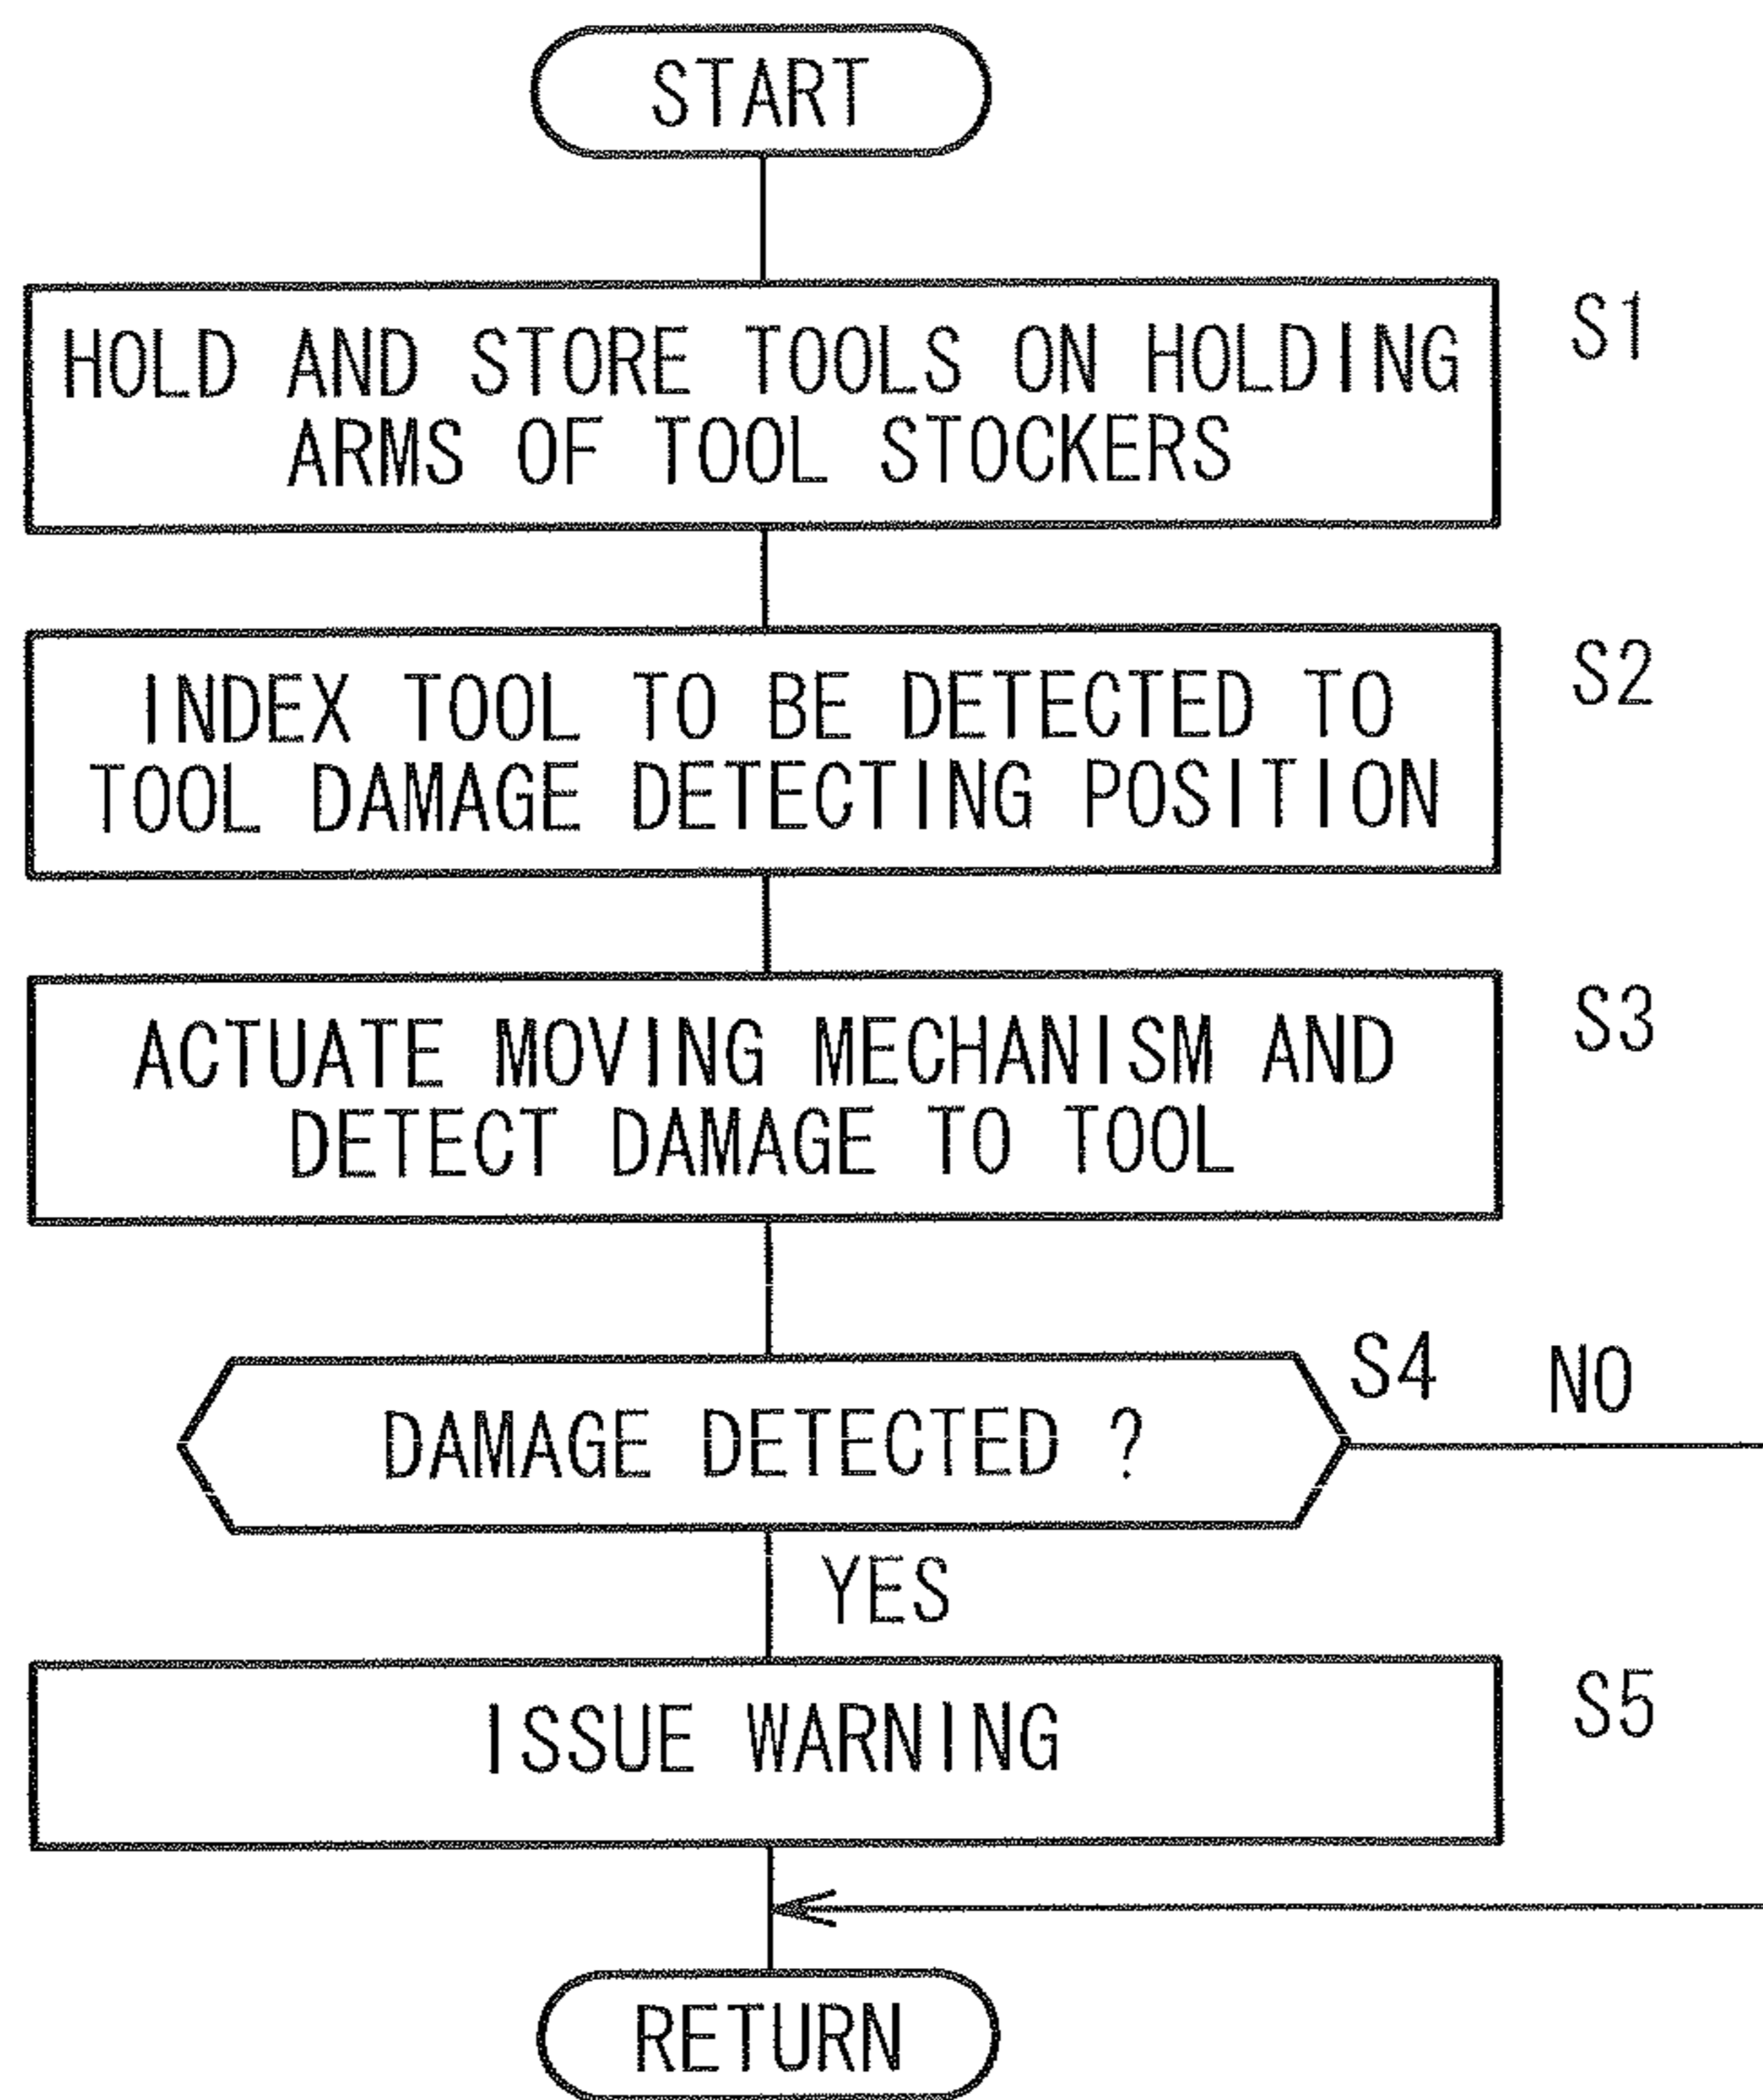 START
HOLD AND STORE TOOLS ON HOLDING
ARMS OF TOOL STOCKERS
S1
INDEX TOOL TO BE DETECTED TO
TOOL DAMAGE DETECTING POSITION
S2
ACTUATE MOVING MECHANISM AND
DETECT DAMAGE TO TOOL
S3
DAMAGE DETECTED ?
S4
NO
YES
ISSUE WARNING
S5
RETURN